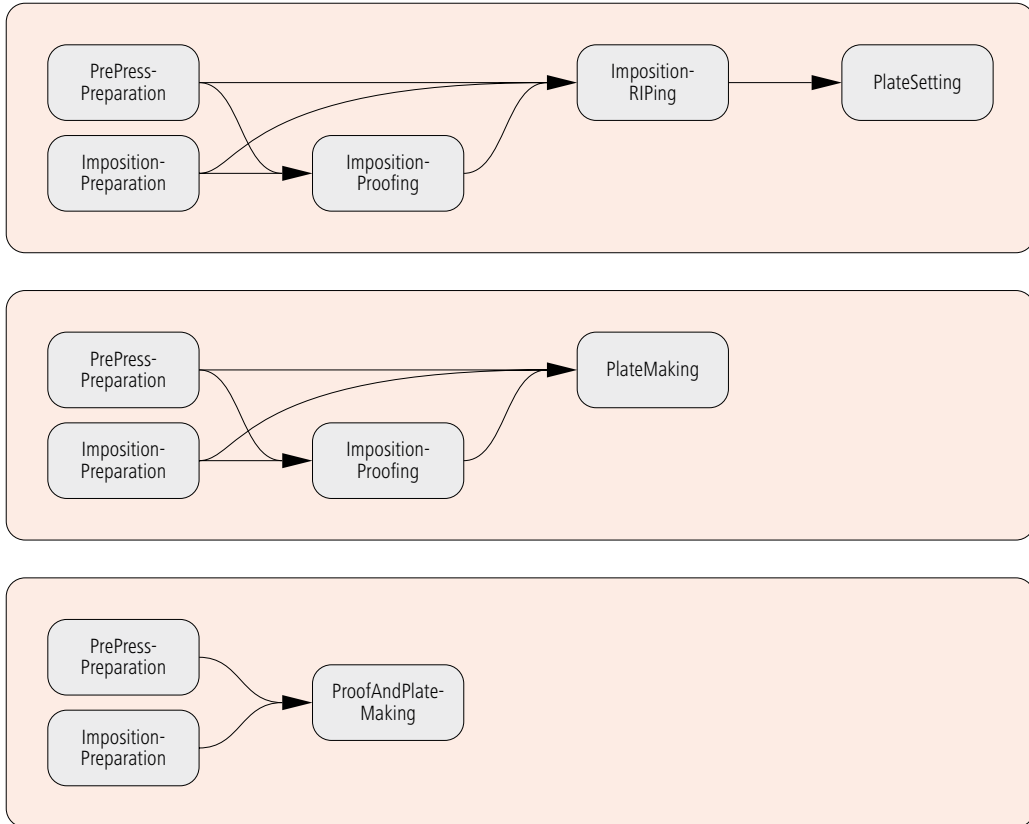 PrePress-
Preparation
Imposition-
Preparation
Imposition-
Proofing
Imposition-
RIPing
PlateSetting
PrePress-
Preparation
Imposition-
Preparation
Imposition-
Proofing
PlateMaking
PrePress-
Preparation
Imposition-
Preparation
ProofAndPlate-
Making